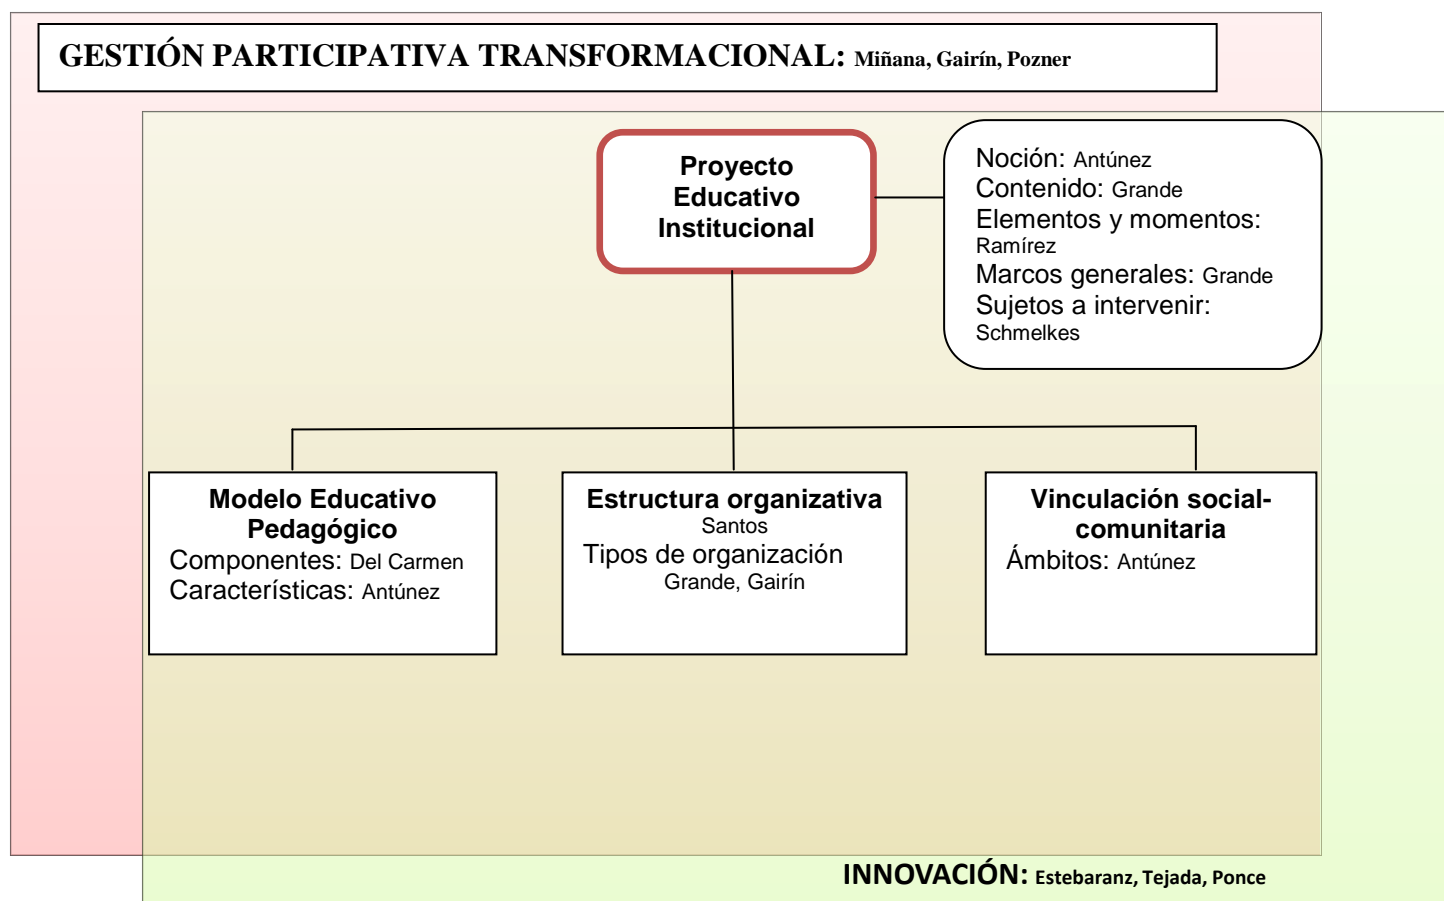 GESTIÓN PARTICIPATIVA TRANSFORMACIONAL: Miñana, Gairín, Pozner
Proyecto
Educativo
Institucional
Noción: Antúnez
Contenido: Grande
Elementos y momentos:
Ramírez
Marcos generales: Grande
Sujetos a intervenir:
Schmelkes
Modelo Educativo
Pedagógico
Componentes: Del Carmen
Características: Antúnez
Estructura organizativa
Santos
Tipos de organización
Grande, Gairín
Vinculación social-
comunitaria
Ámbitos: Antúnez
INNOVACIÓN: Estebaranz, Tejada, Ponce